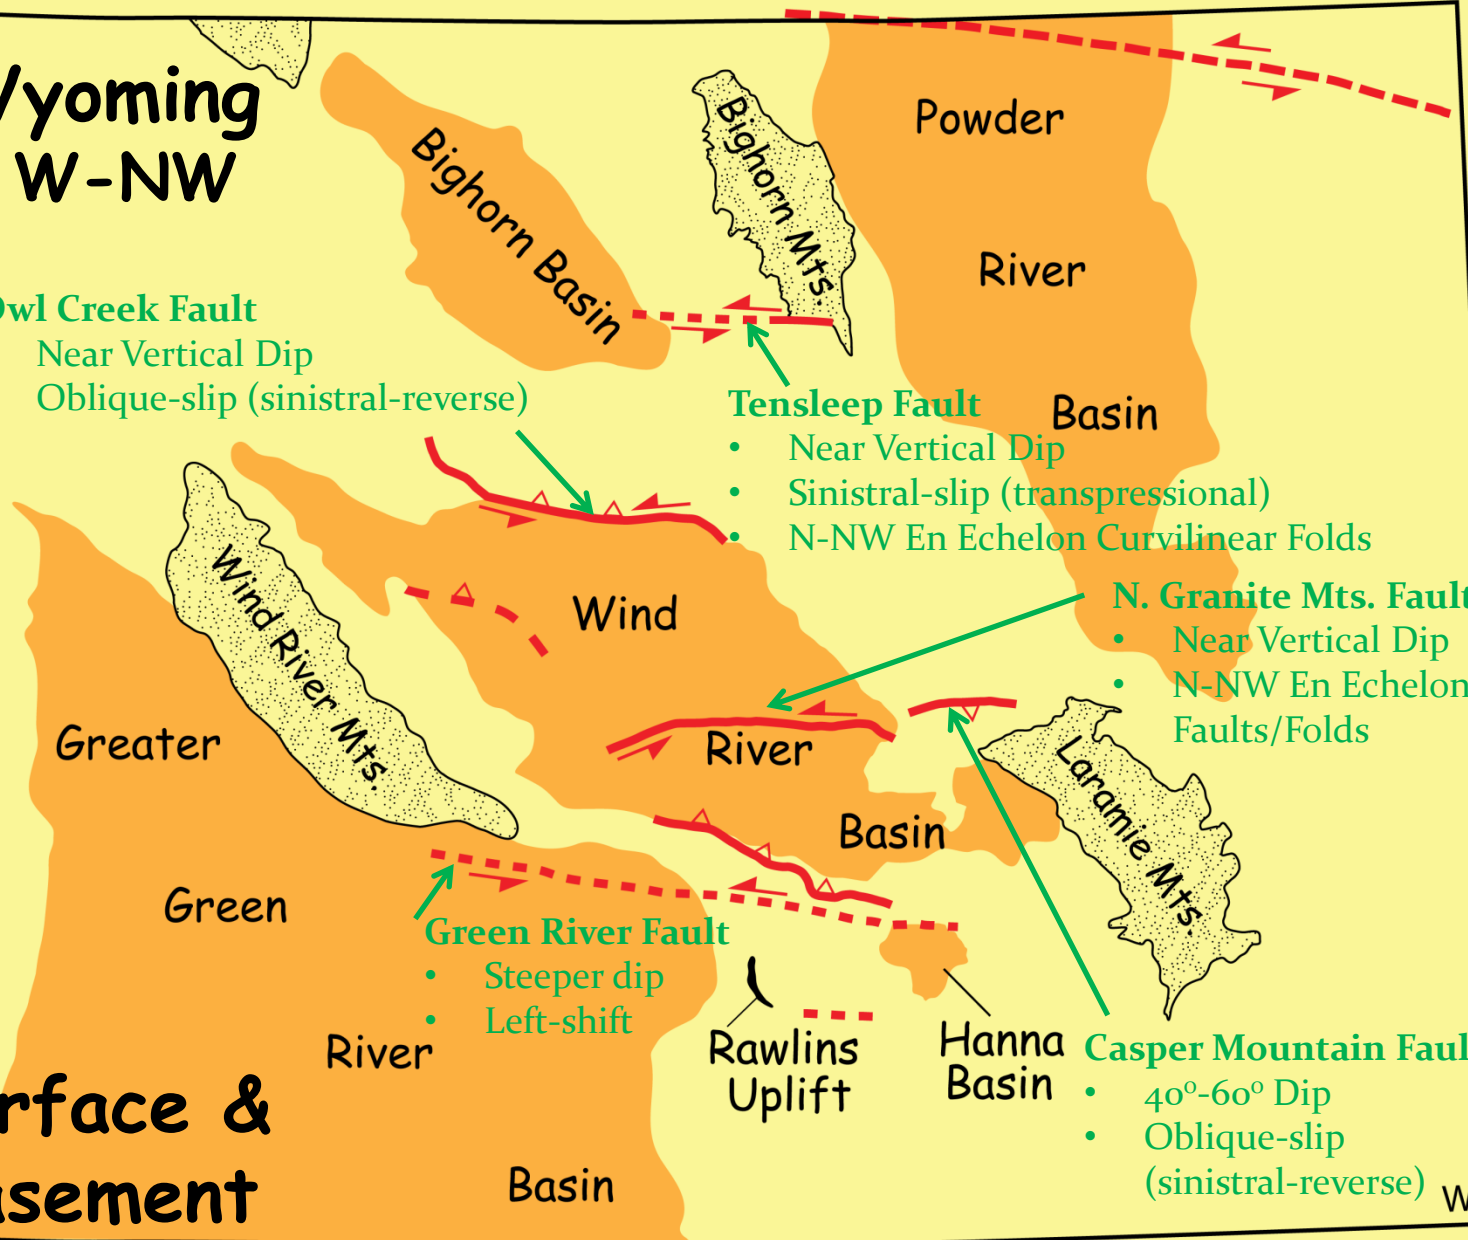 Wyoming
W-NW
Powder
River
Basin
Bighorn Mts.
Bighorn Basin
Owl Creek Fault
Near Vertical Dip
Oblique-slip (sinistral-reverse)
Tensleep Fault
• Near Vertical Dip
• Sinistral-slip (transpressional)
• N-NW En Echelon Curvilinear Folds
N. Granite Mts. Fault
• Near Vertical Dip
• N-NW En Echelon
Faults/Folds
Wind River Mts.
Wind
River
Basin
Laramie Mts.
Greater
Green
River
Basin
Green River Fault
• Steeper dip
• Left-shift
Rawlins
Uplift
Hanna
Basin
Casper Mountain Faul
• 40⁰-60⁰ Dip
• Oblique-slip
(sinistral-reverse)
rface &
asement